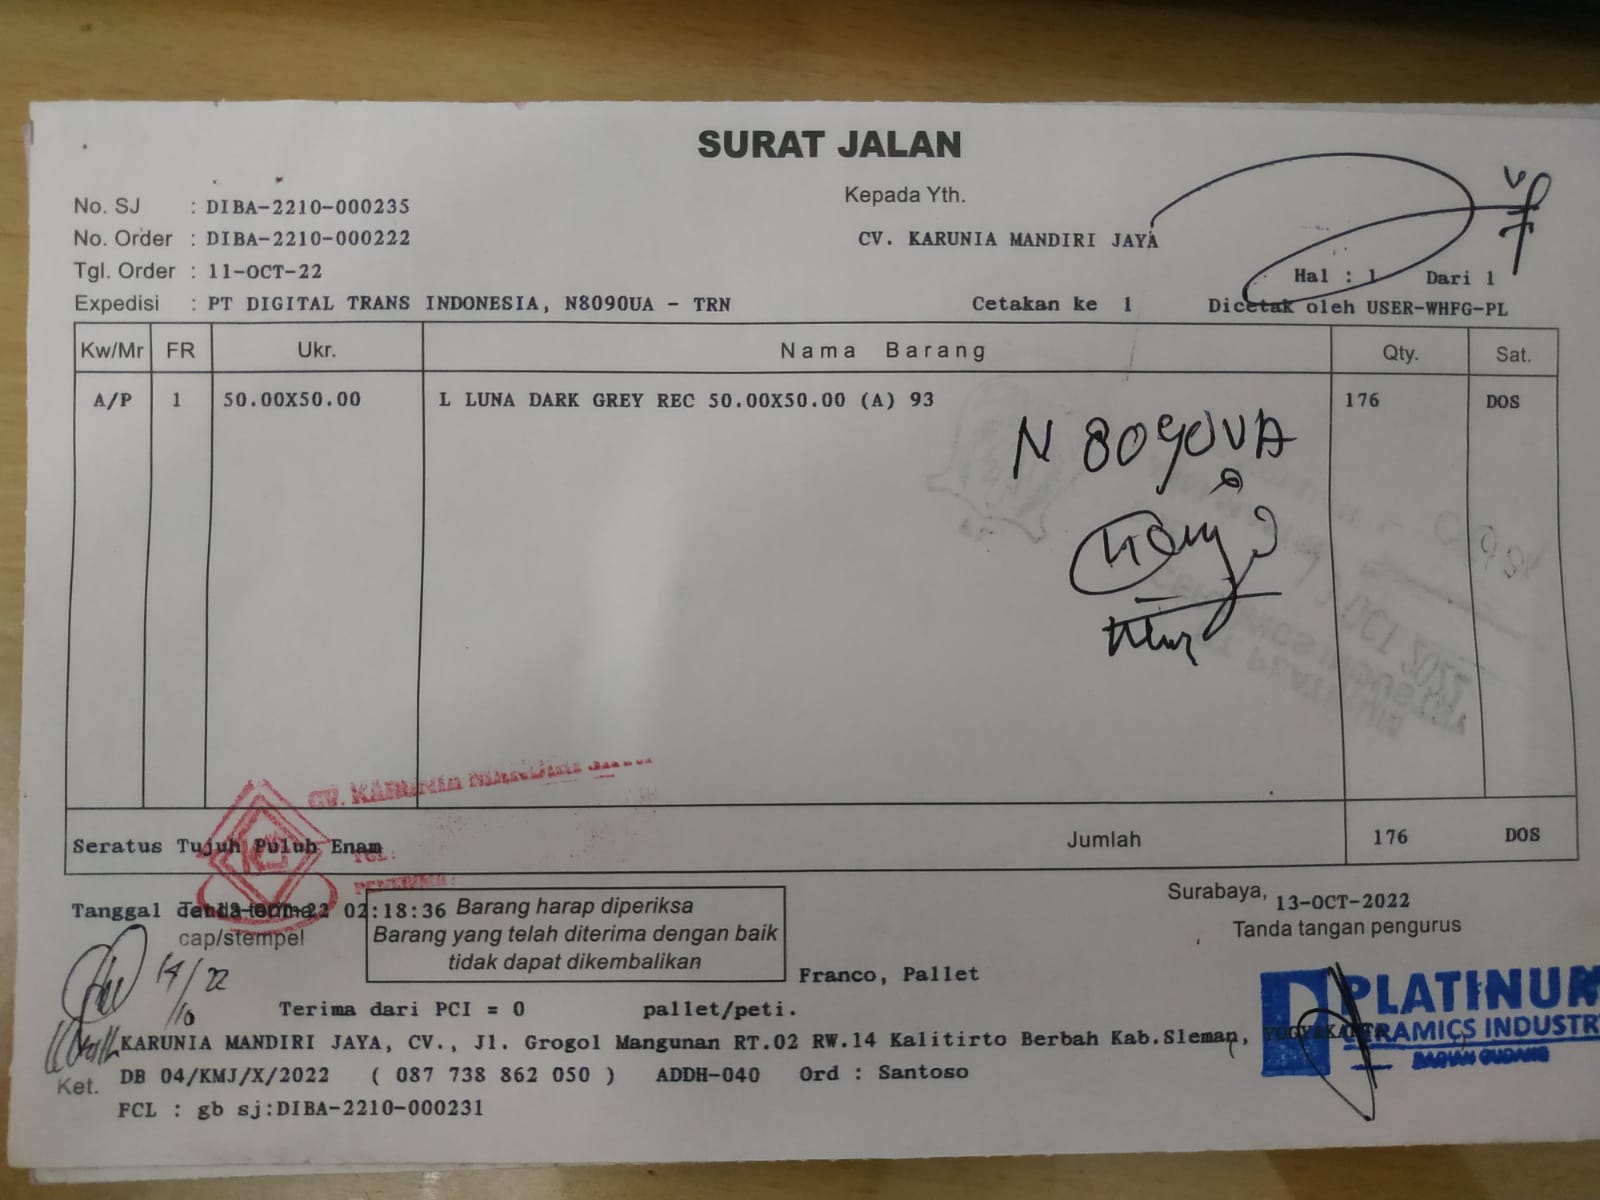 SURAT JALAN
No. SJ : DIBA-2210-000235
Kepada Yth.
No. Order : DIBA-2210-000222
CV. KARUNIA MANDIRI JAYA
Tgl. Order : 11-OCT-22
Hal : 1 Dari 1
Expedisi : PT DIGITAL TRANS INDONESIA, N8090UA - TRN
Cetakan ke 1 Dicetak oleh USER-WHFG-PL
Kw/Mr FR Ukr. Nama Barang Qty. Sat.
A/P 1 50.00X50.00 L LUNA DARK GREY REC 50.00X50.00 (A) 93 176 DOS
N 8090UA
CV. KARUNIA MANDIRI JAYA
Seratus Tujuh Puluh Enam Jumlah 176 DOS
TGL :
PENERIMA :
Surabaya, 13-OCT-2022
Tanggal 02:18:36
Tanda tangan pengurus
cap/stempel
Barang harap diperiksa
Barang yang telah diterima dengan baik
tidak dapat dikembalikan
14/10 22
Franco, Pallet
PLATINUM
CERAMICS INDUSTRY
BAGIAN GUDANG
Terima dari PCI = 0 pallet/peti.
KARUNIA MANDIRI JAYA, CV., Jl. Grogol Mangunan RT.02 RW.14 Kalitirto Berbah Kab.Sleman, YOGYAKARTA
Ket. DB 04/KMJ/X/2022 ( 087 738 862 050 ) ADDH-040 Ord : Santoso
FCL : gb sj:DIBA-2210-000231